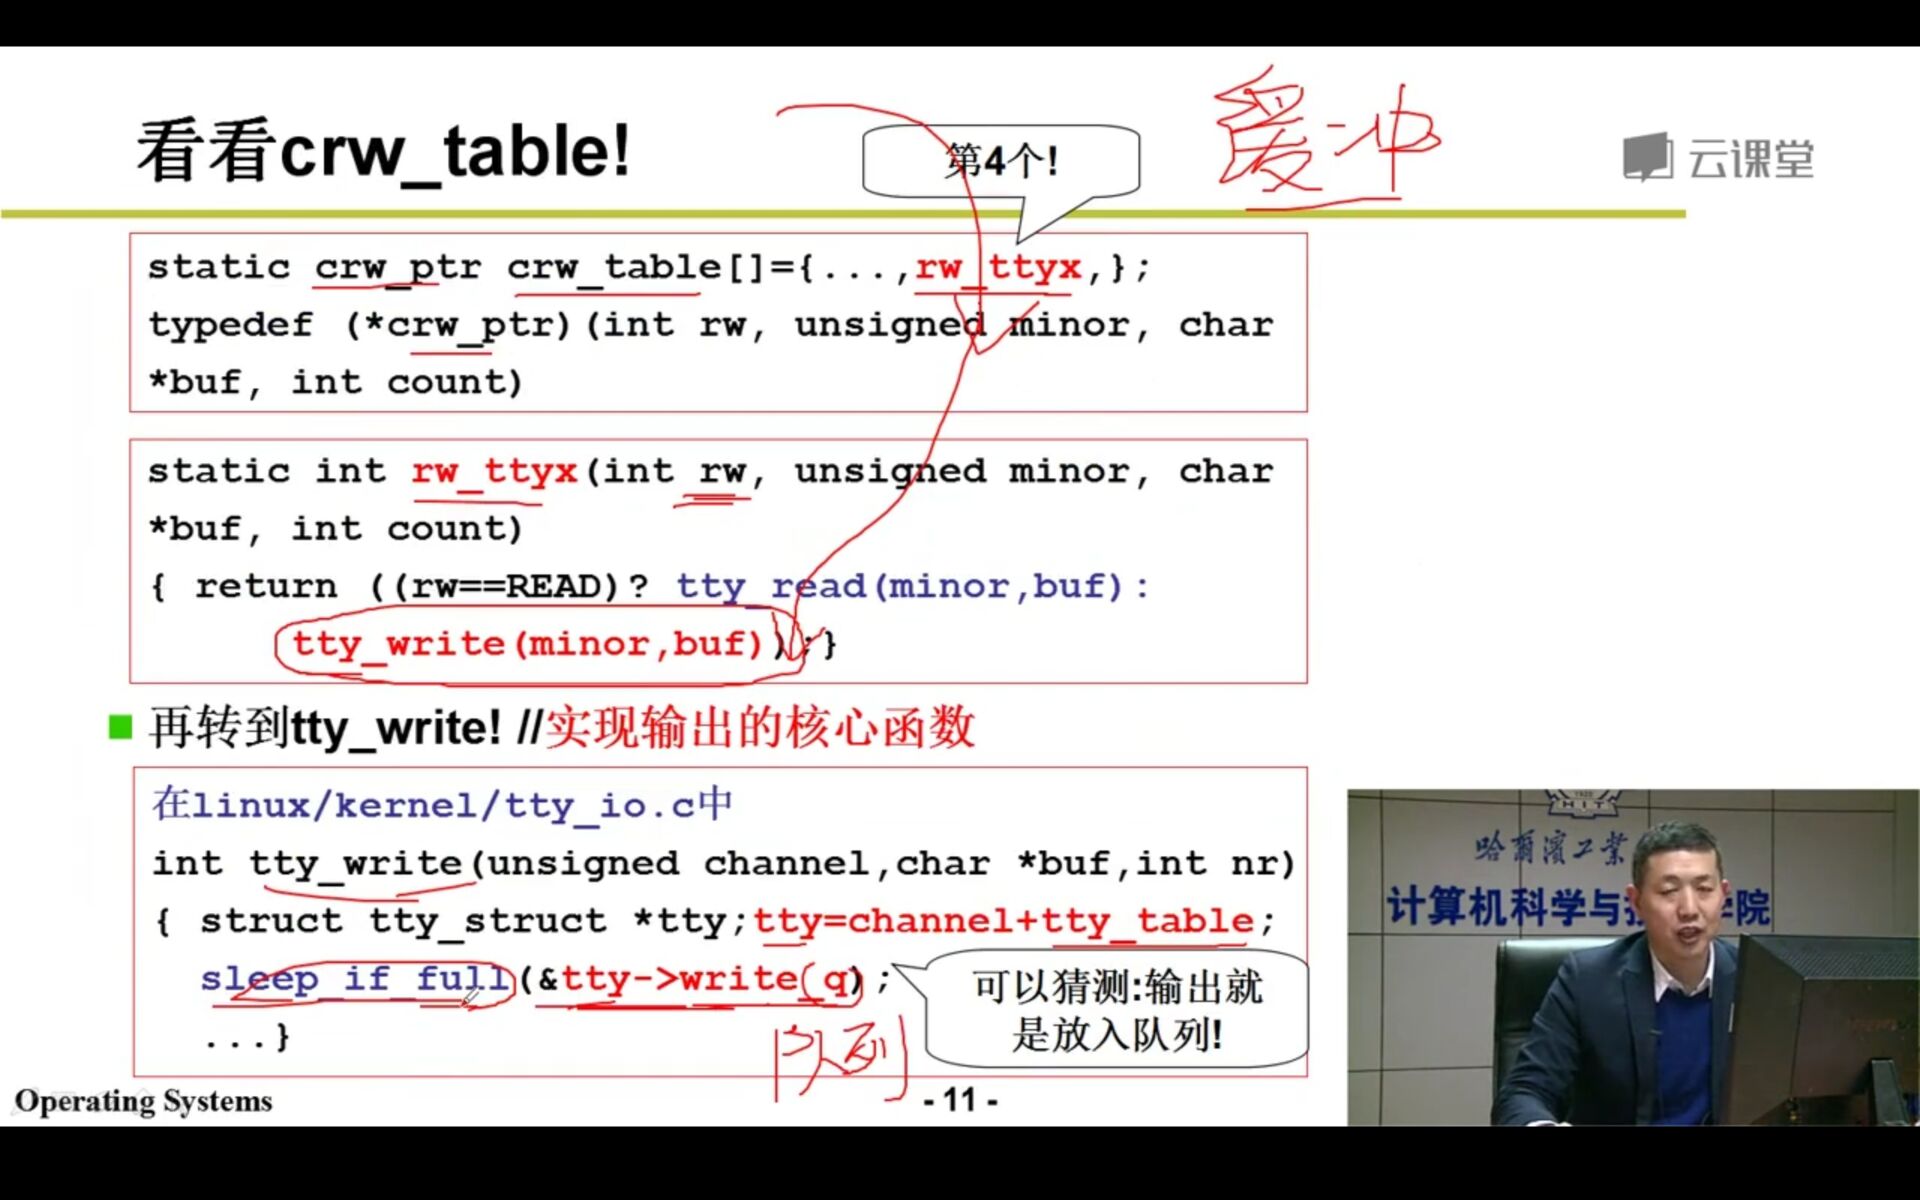 看看crw_table!
第4个!
缓冲
云课堂
static crw_ptr crw_table[]={...,rw_ttyx,};
typedef (*crw_ptr)(int rw, unsigned minor, char
*buf, int count)
static int rw_ttyx(int rw, unsigned minor, char
*buf, int count)
{ return ((rw==READ)? tty_read(minor,buf):
tty_write(minor,buf));}
再转到tty_write! //实现输出的核心函数
在linux/kernel/tty_io.c中
int tty_write(unsigned channel,char *buf,int nr)
{ struct tty_struct *tty;tty=channel+tty_table;
sleep_if_full(&tty->write_q);
...}
可以猜测:输出就
是放入队列!
队列
Operating Systems
- 11 -
HIT
哈爾濱工業
计算机科学与技 学院